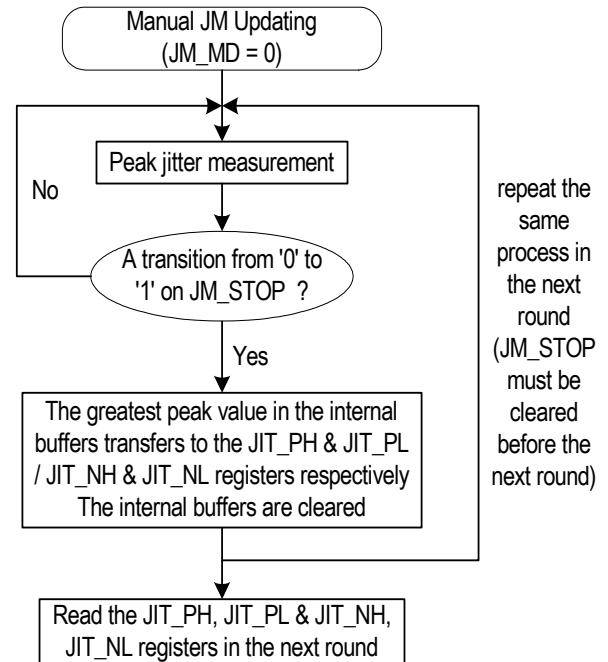 Manual JM Updating
(JM_MD = 0)
Peak jitter measurement
No
A transition from '0' to
'1' on JM_STOP ?
Yes
The greatest peak value in the internal
buffers transfers to the JIT_PH & JIT_PL
/ JIT_NH & JIT_NL registers respectively
The internal buffers are cleared
repeat the
same
process in
the next
round
(JM_STOP
must be
cleared
before the
next round)
Read the JIT_PH, JIT_PL & JIT_NH,
JIT_NL registers in the next round